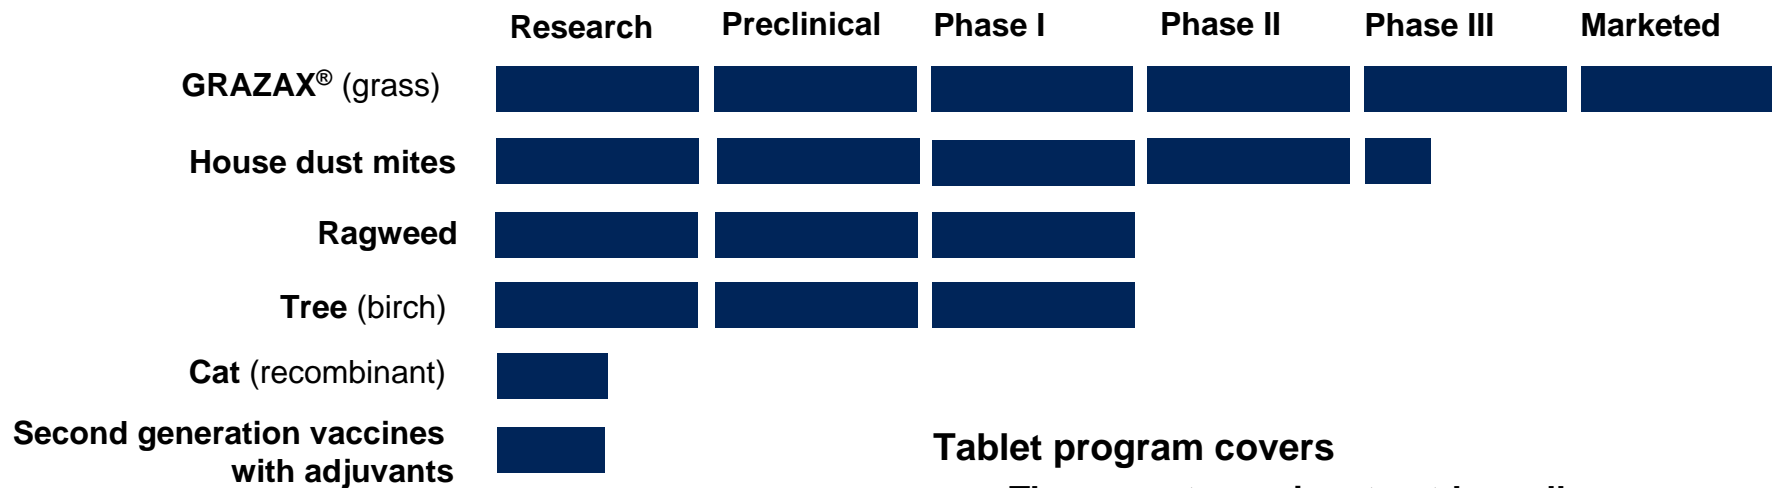 Research Preclinical Phase I Phase II Phase III Marketed
GRAZAX® (grass)
House dust mites
Ragweed
Tree (birch)
Cat (recombinant)
Second generation vaccines
with adjuvants
Tablet program covers